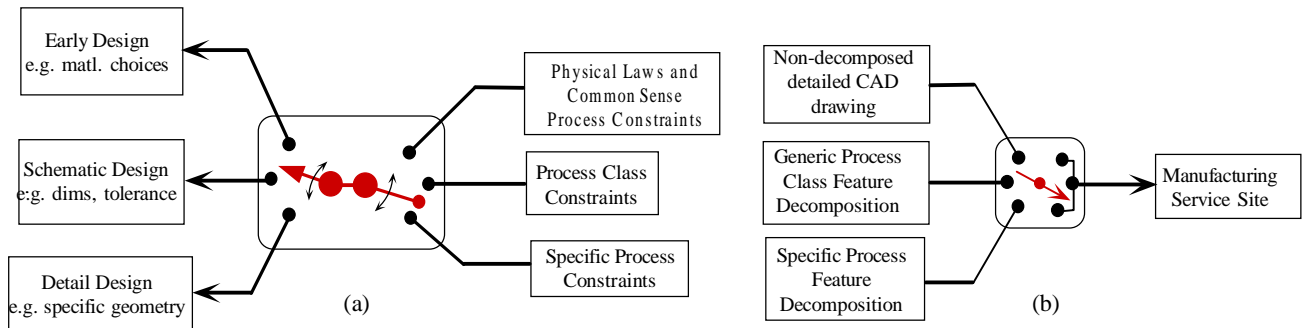 Early Design
e.g. matl. choices
Schematic Design
e:g. dims, tolerance
Detail Design
e.g. specific geometry
Physical Laws and
Common Sense
Process Constraints
Process Class
Constraints
Specific Process
Constraints
(a)
Non-decomposed
detailed CAD
drawing
Generic Process
Class Feature
Decomposition
Specific Process
Feature
Decomposition
Manufacturing
Service Site
(b)